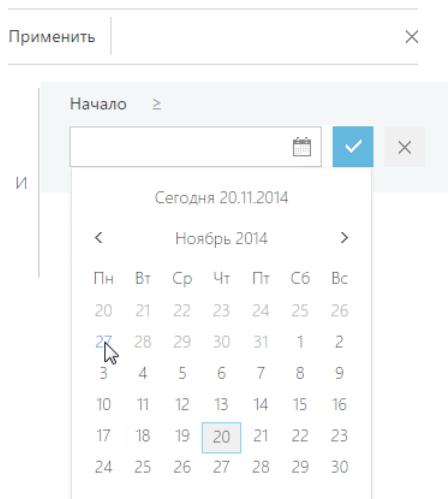 Применить
Начало ≥
И
Сегодня 20.11.2014
Ноябрь 2014
Пн Вт Ср Чт Пт Сб Вс
20 21 22 23 24 25 26
27 28 29 30 31 1 2
3 4 5 6 7 8 9
10 11 12 13 14 15 16
17 18 19 20 21 22 23
24 25 26 27 28 29 30